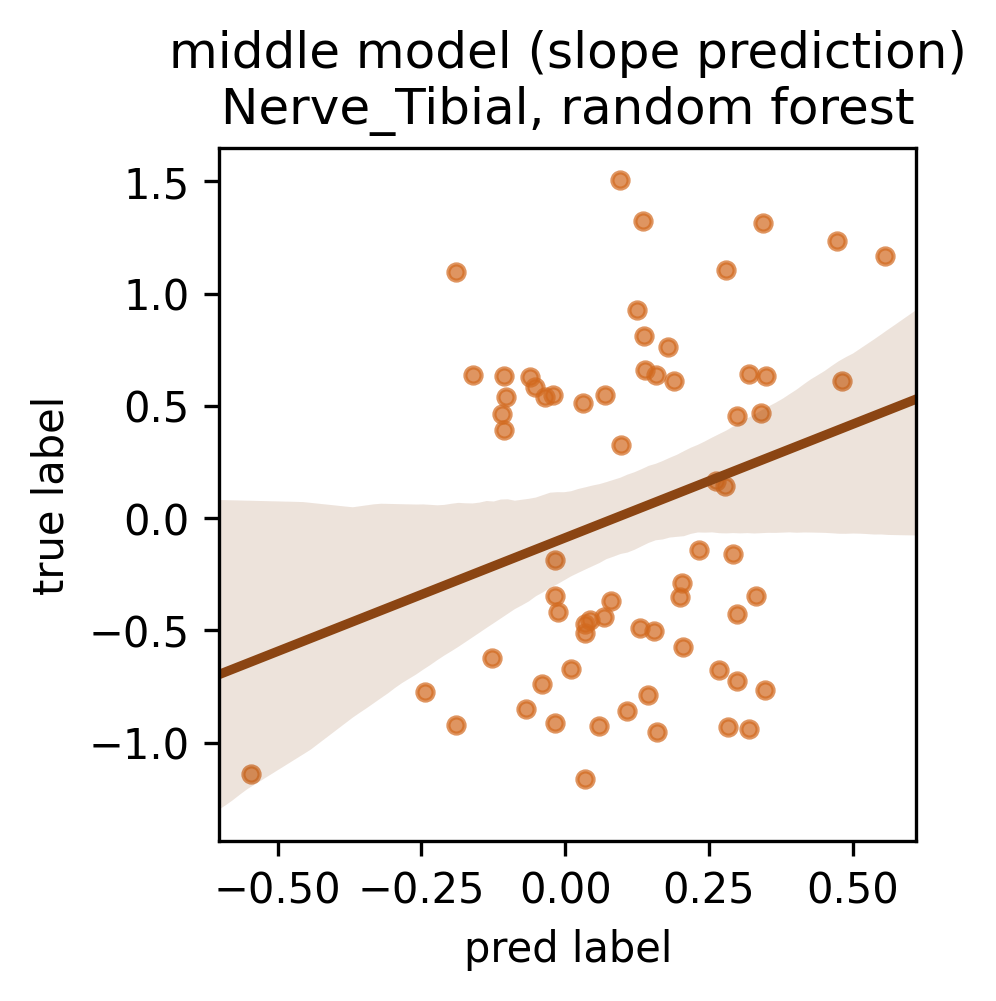 middle model (slope prediction)
Nerve_Tibial, random forest
1.5
1.0
0.5
0.0
−0.5
−1.0
true label
−0.50 −0.25 0.00 0.25 0.50
pred label